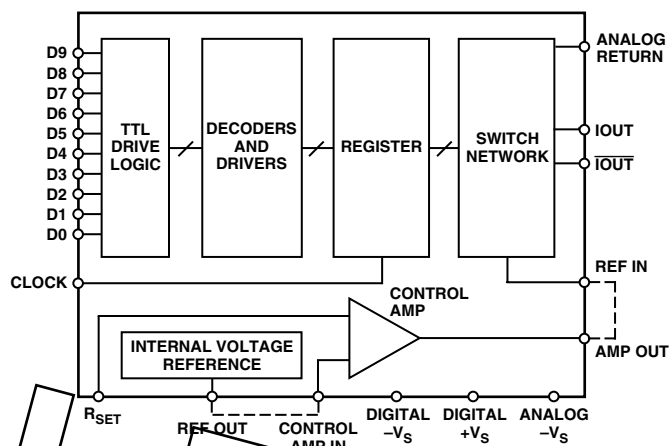 D9
D8
D7
D6
D5
D4
D3
D2
D1
D0
TTL
DRIVE
LOGIC
DECODERS
AND
DRIVERS
REGISTER
SWITCH
NETWORK
ANALOG
RETURN
IOUT
IOUT
CLOCK
REF IN
CONTROL
AMP
INTERNAL VOLTAGE
REFERENCE
AMP OUT
RSET
REF OUT
CONTROL
AMP IN
DIGITAL
–VS
DIGITAL
+VS
ANALOG
–VS